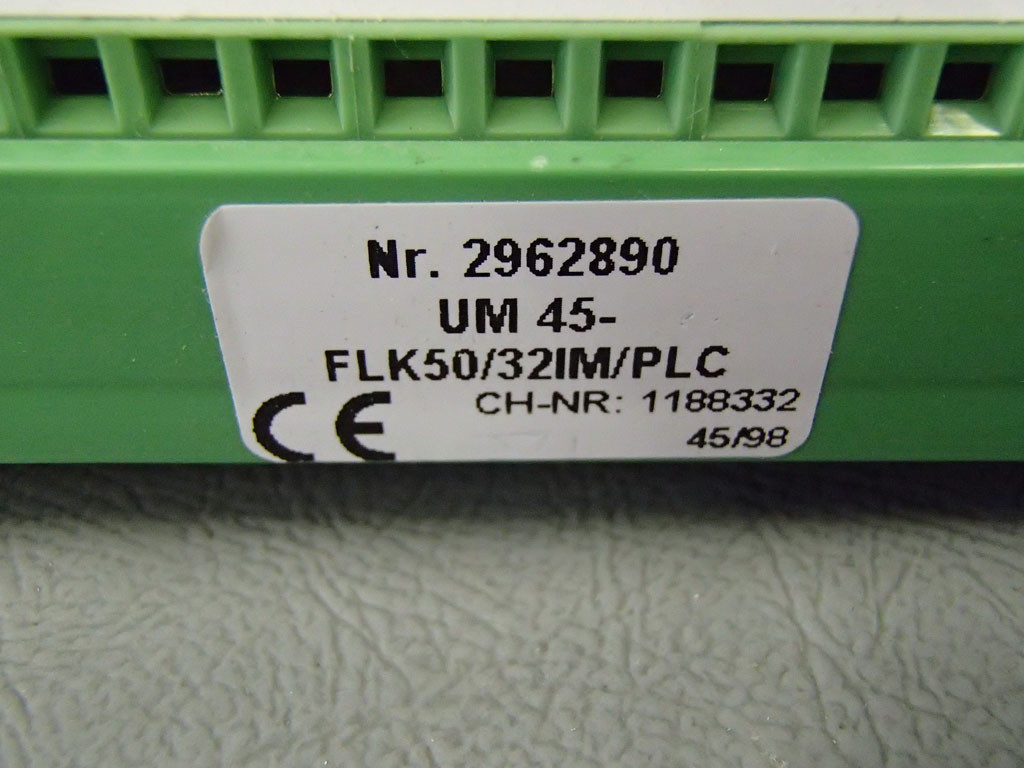 Nr. 2962890
UM 45-
FLK50/32IM/PLC
CE CH-NR: 1188332
45/98